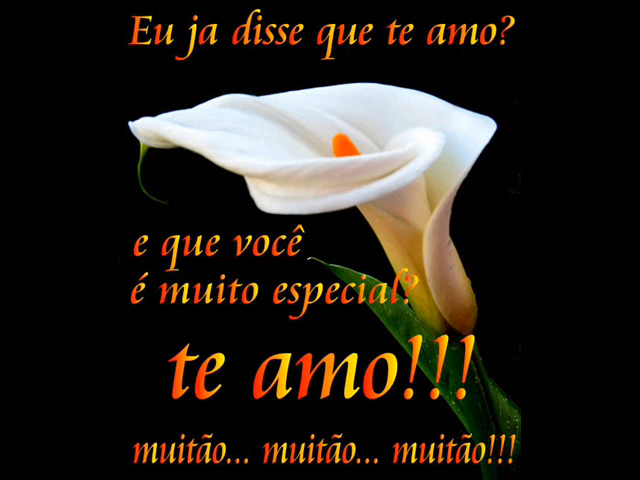 Eu ja disse que te amo?
e que você
é muito especial?
te amo!!!
muitão... muitão... muitão!!!